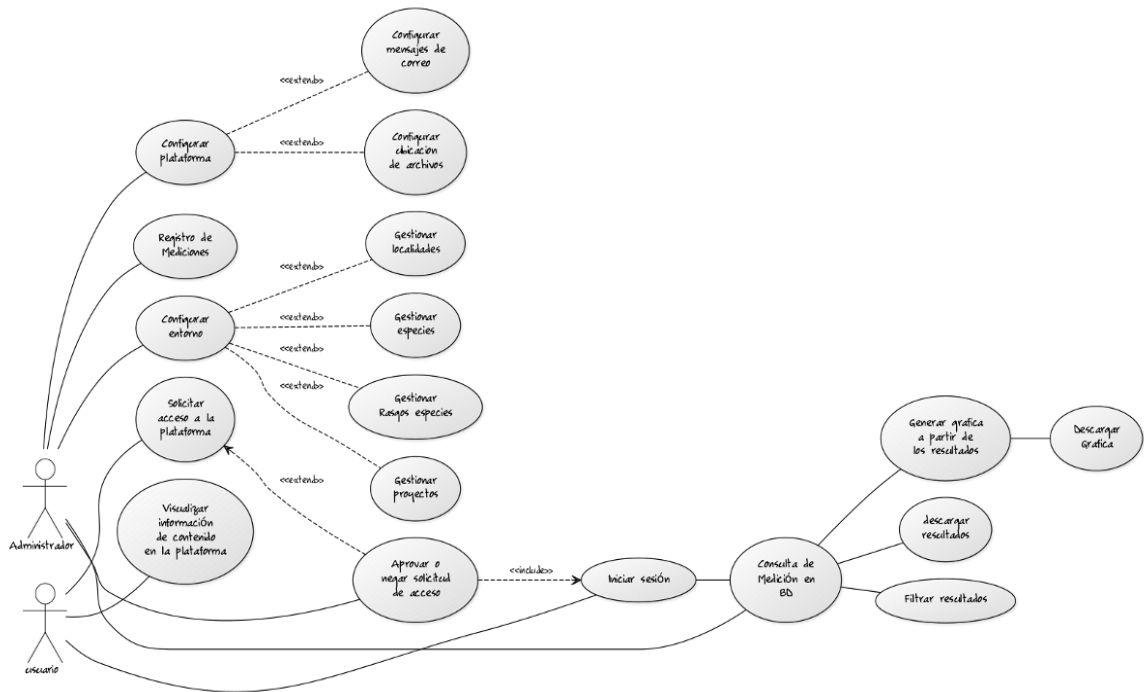 Configurar
mensajes de
correo
<<extend>>
Configurar
plataforma
<<extend>>
Configurar
ubicacion
de archivos
Registro de
Mediciones
Gestionar
localidades
<<extend>>
Configurar
entorno
<<extend>>
Gestionar
especies
<<extend>>
Gestionar
Rasgos especies
<<extend>>
Solicitar
acceso a la
plataforma
Generar grafica
a partir de
los resultados
Descargar
Grafica
<<extend>>
Gestionar
proyectos
Visualizar
información
de contenido
en la plataforma
descargar
resultados
Administrador
Aprovar o
negar solicitud
de acceso
<<include>>
Iniciar sesión
Consulta de
Medición en
BD
Filtrar resultados
usuario